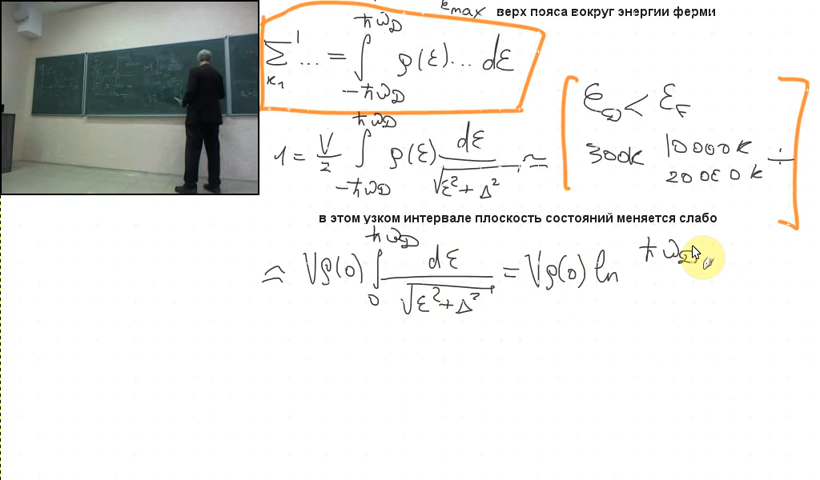 εmax верх пояса вокруг энергии ферми
∑'κ₁ ... = ∫_{-ħω_D}^{ħω_D} ρ(ε)... dε
1 = V/2 ∫_{-ħω_D}^{ħω_D} ρ(ε) dε/√(ε²+Δ²) ≈
ε_D < ε_F
300K 10000K ÷
20000K
в этом узком интервале плоскость состояний меняется слабо
≈ Vρ(0) ∫_0^{ħω_D} dε/√(ε²+Δ²) = Vρ(0) ln ħω_D